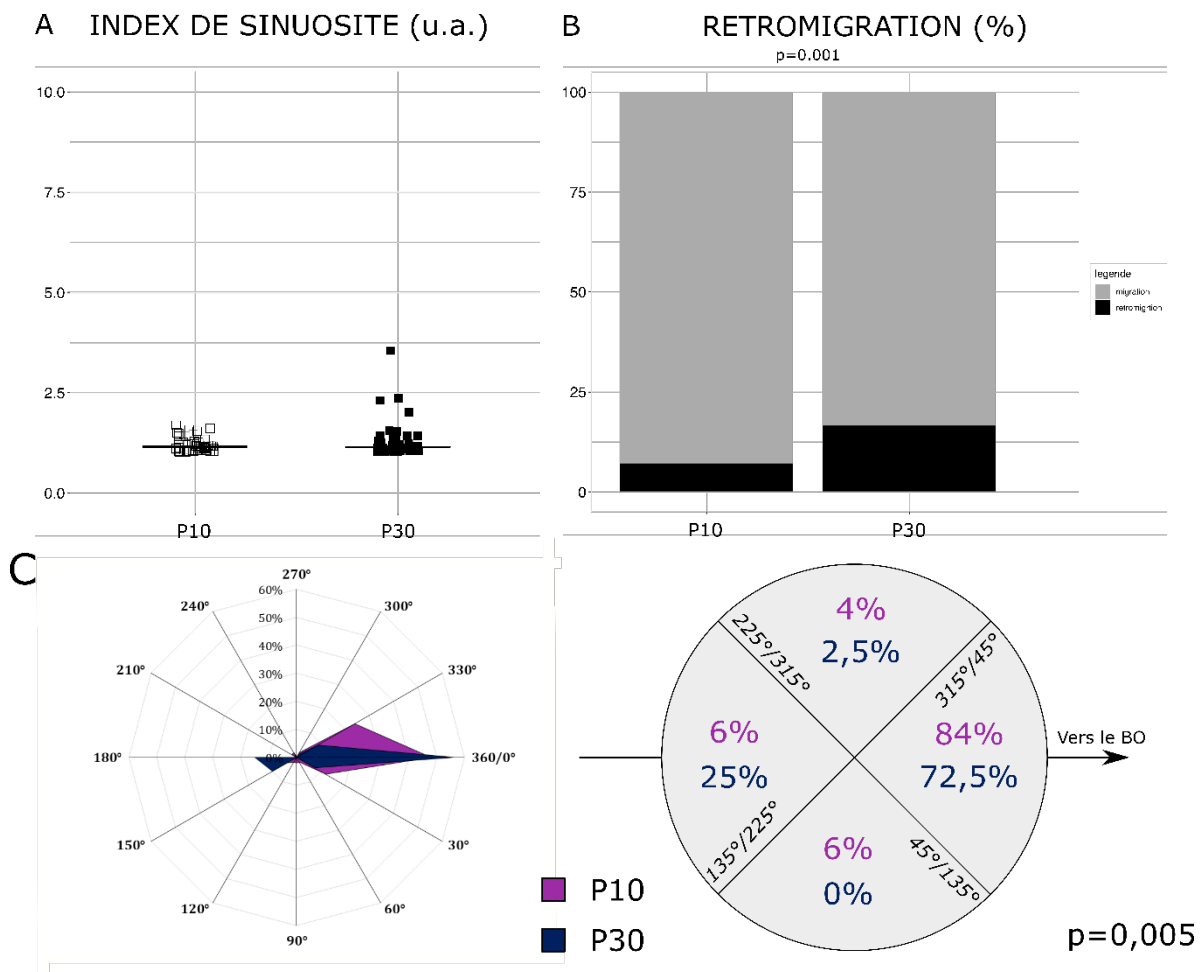 A INDEX DE SINUOSITE (u.a.)
10.0
7.5
5.0
2.5
0.0
P10 P30
B RETROMIGRATION (%)
p=0.001
100
75
50
25
0
P10 P30
legende
migration
retromigrtion
C
270°
240° 60% 300°
50%
40%
210° 30% 330°
20%
10%
180° 0% 360/0°
150° 30°
120° 60°
90°
P10
P30
4%
2,5%
225°/315° 315°/45°
6% 84%
25% 72,5%
Vers le BO
135°/225° 45°/135°
6%
0%
p=0,005